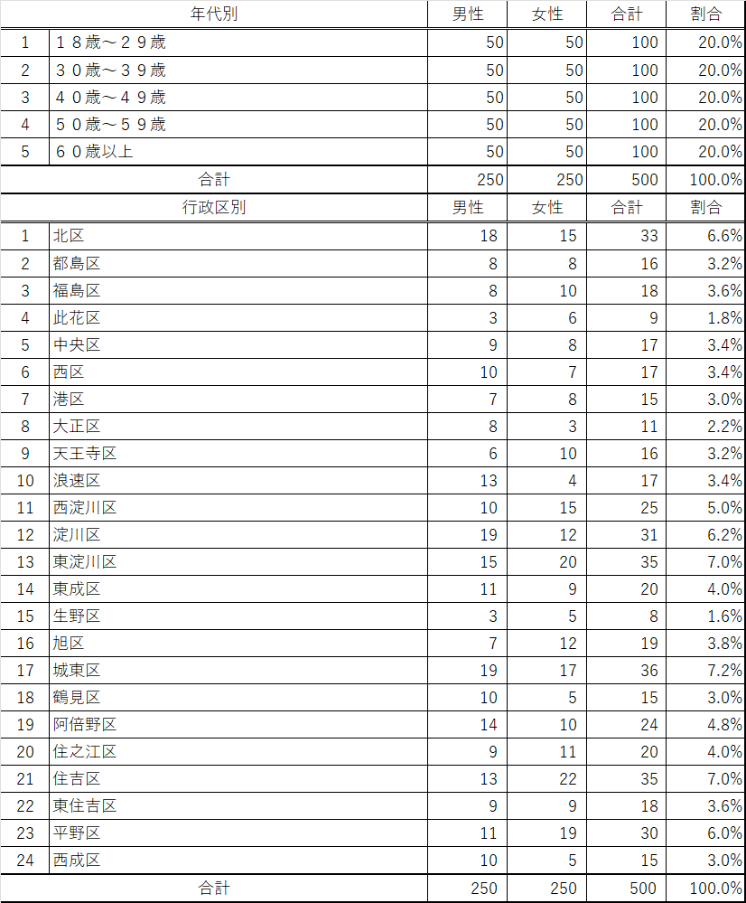 年代別 男性 女性 合計 割合
1 １８歳～２９歳 50 50 100 20.0%
2 ３０歳～３９歳 50 50 100 20.0%
3 ４０歳～４９歳 50 50 100 20.0%
4 ５０歳～５９歳 50 50 100 20.0%
5 ６０歳以上 50 50 100 20.0%
合計 250 250 500 100.0%
行政区別 男性 女性 合計 割合
1 北区 18 15 33 6.6%
2 都島区 8 8 16 3.2%
3 福島区 8 10 18 3.6%
4 此花区 3 6 9 1.8%
5 中央区 9 8 17 3.4%
6 西区 10 7 17 3.4%
7 港区 7 8 15 3.0%
8 大正区 8 3 11 2.2%
9 天王寺区 6 10 16 3.2%
10 浪速区 13 4 17 3.4%
11 西淀川区 10 15 25 5.0%
12 淀川区 19 12 31 6.2%
13 東淀川区 15 20 35 7.0%
14 東成区 11 9 20 4.0%
15 生野区 3 5 8 1.6%
16 旭区 7 12 19 3.8%
17 城東区 19 17 36 7.2%
18 鶴見区 10 5 15 3.0%
19 阿倍野区 14 10 24 4.8%
20 住之江区 9 11 20 4.0%
21 住吉区 13 22 35 7.0%
22 東住吉区 9 9 18 3.6%
23 平野区 11 19 30 6.0%
24 西成区 10 5 15 3.0%
合計 250 250 500 100.0%